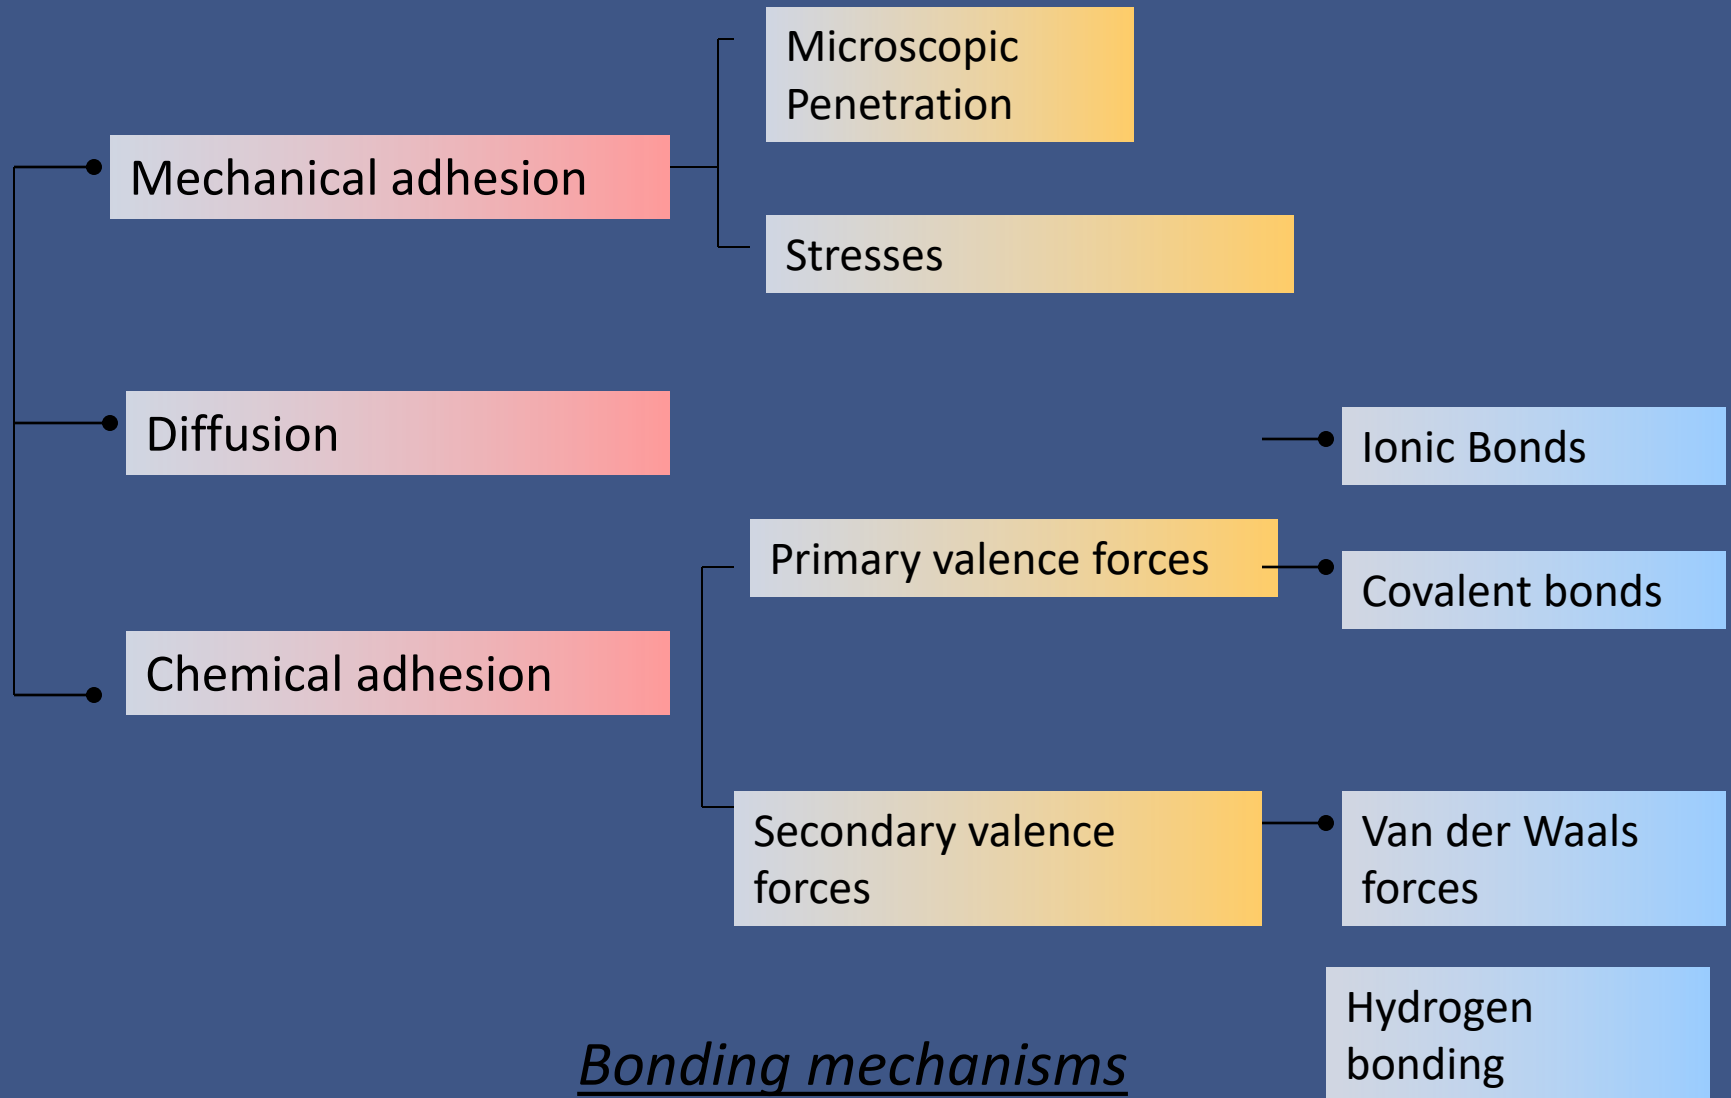 Microscopic
Penetration
Mechanical adhesion
Stresses
Diffusion
Ionic Bonds
Primary valence forces
Covalent bonds
Chemical adhesion
Secondary valence
forces
Van der Waals
forces
Hydrogen
bonding
Bonding mechanisms